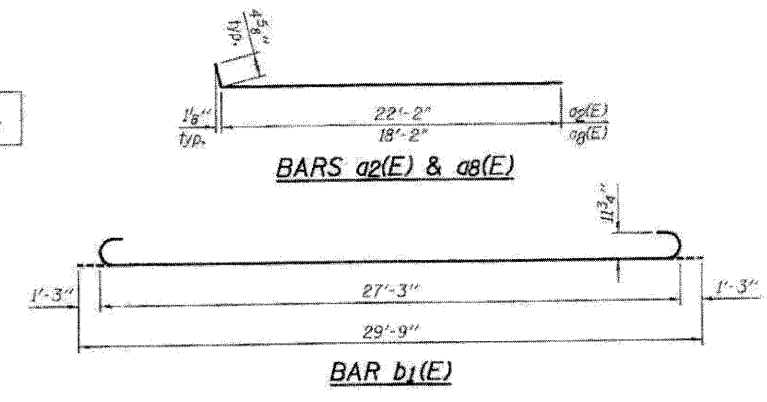 4 5/8"
typ.
1 1/8"
typ.
22'-2"
18'-2"
a2(E)
a8(E)
BARS a2(E) & a8(E)
11 3/4"
1'-3"
27'-3"
1'-3"
29'-9"
BAR b1(E)